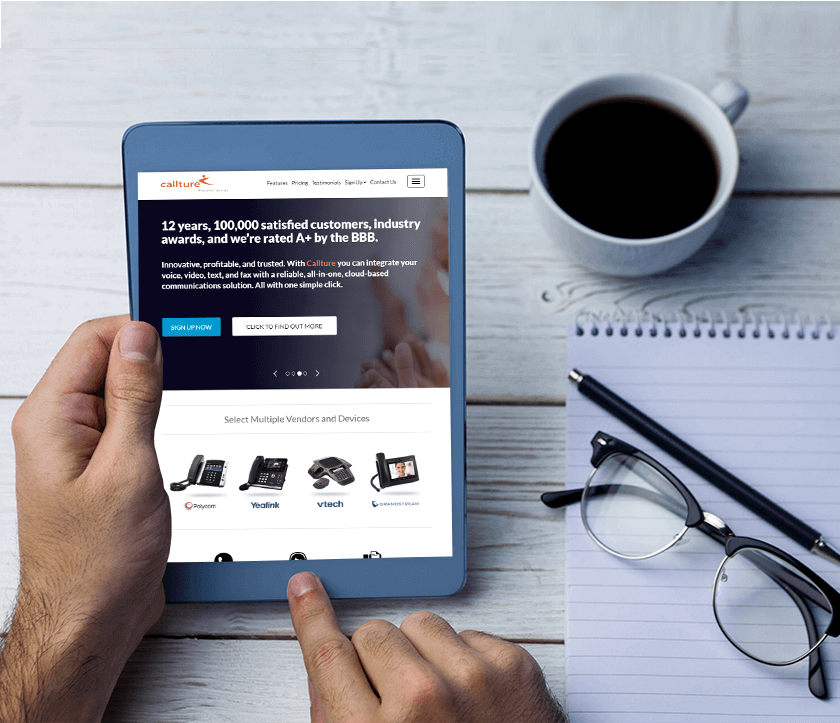 callture
Features Pricing Testimonials Sign Up Contact Us
12 years, 100,000 satisfied customers, industry
awards, and we're rated A+ by the BBB.
Innovative, profitable, and trusted. With Callture you can integrate your
voice, video, text, and fax with a reliable, all-in-one, cloud-based
communications solution. All with one simple click.
SIGN UP NOW CLICK TO FIND OUT MORE
Select Multiple Vendors and Devices
Polycom Yealink vtech GRANDSTREAM